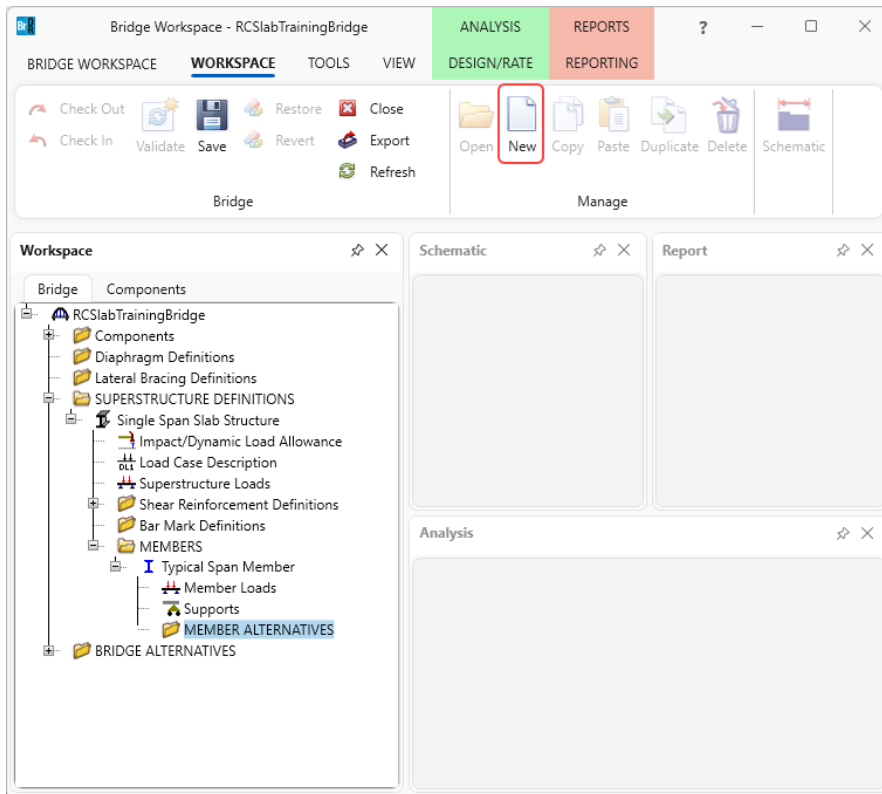 Br R Bridge Workspace - RCSlabTrainingBridge ANALYSIS REPORTS ?
BRIDGE WORKSPACE WORKSPACE TOOLS VIEW DESIGN/RATE REPORTING
Check Out
Check In
Validate
Save
Restore
Revert
Close
Export
Refresh
Bridge
Open
New
Copy
Paste
Duplicate
Delete
Schematic
Manage
Workspace
Bridge Components
RCSlabTrainingBridge
Components
Diaphragm Definitions
Lateral Bracing Definitions
SUPERSTRUCTURE DEFINITIONS
Single Span Slab Structure
Impact/Dynamic Load Allowance
DL1 Load Case Description
Superstructure Loads
Shear Reinforcement Definitions
Bar Mark Definitions
MEMBERS
Typical Span Member
Member Loads
Supports
MEMBER ALTERNATIVES
BRIDGE ALTERNATIVES
Schematic
Report
Analysis